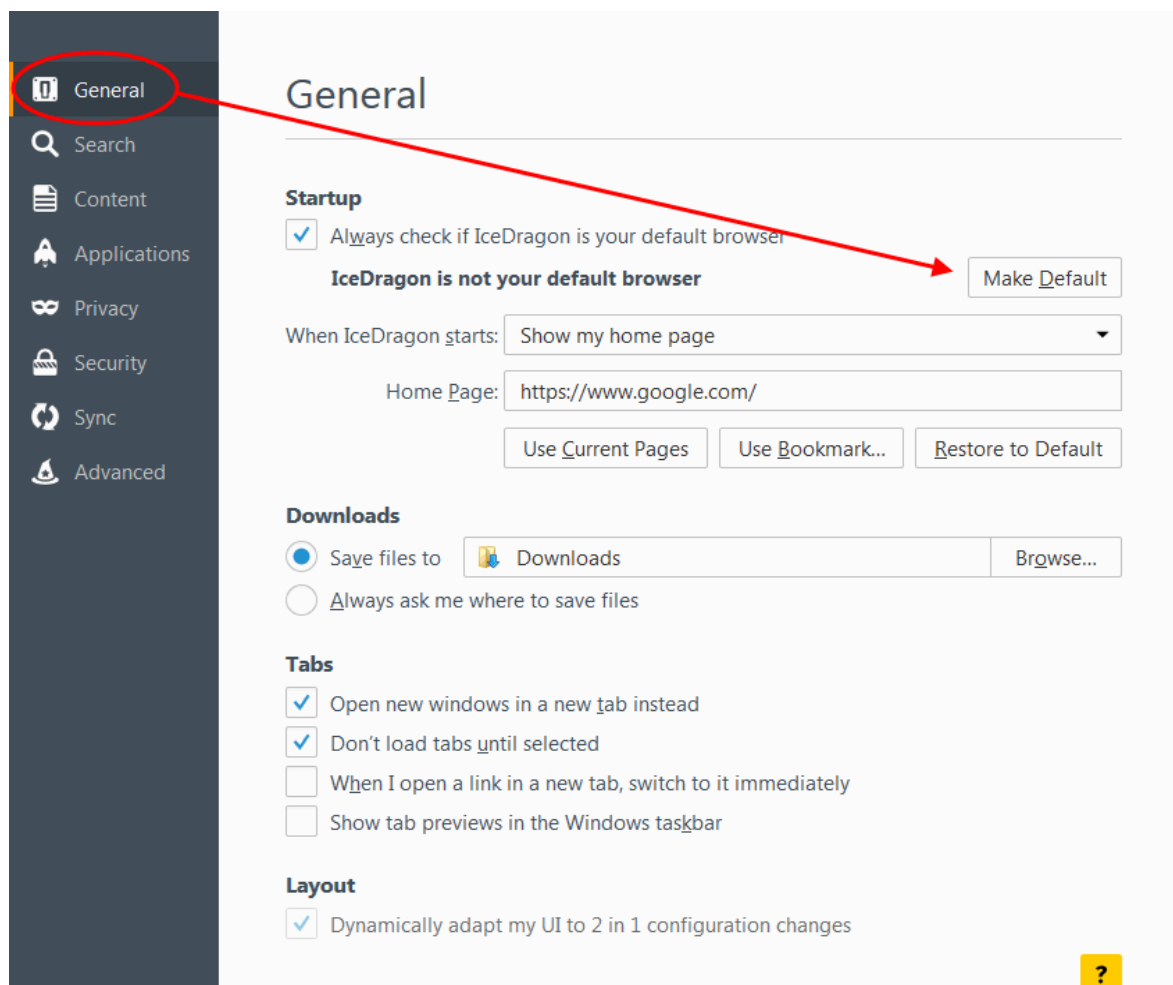 General
Search
Content
Applications
Privacy
Security
Sync
Advanced
General
Startup
Always check if IceDragon is your default browser
IceDragon is not your default browser
Make Default
When IceDragon starts: Show my home page
Home Page: https://www.google.com/
Use Current Pages Use Bookmark... Restore to Default
Downloads
Save files to Downloads Browse...
Always ask me where to save files
Tabs
Open new windows in a new tab instead
Don't load tabs until selected
When I open a link in a new tab, switch to it immediately
Show tab previews in the Windows taskbar
Layout
Dynamically adapt my UI to 2 in 1 configuration changes
?